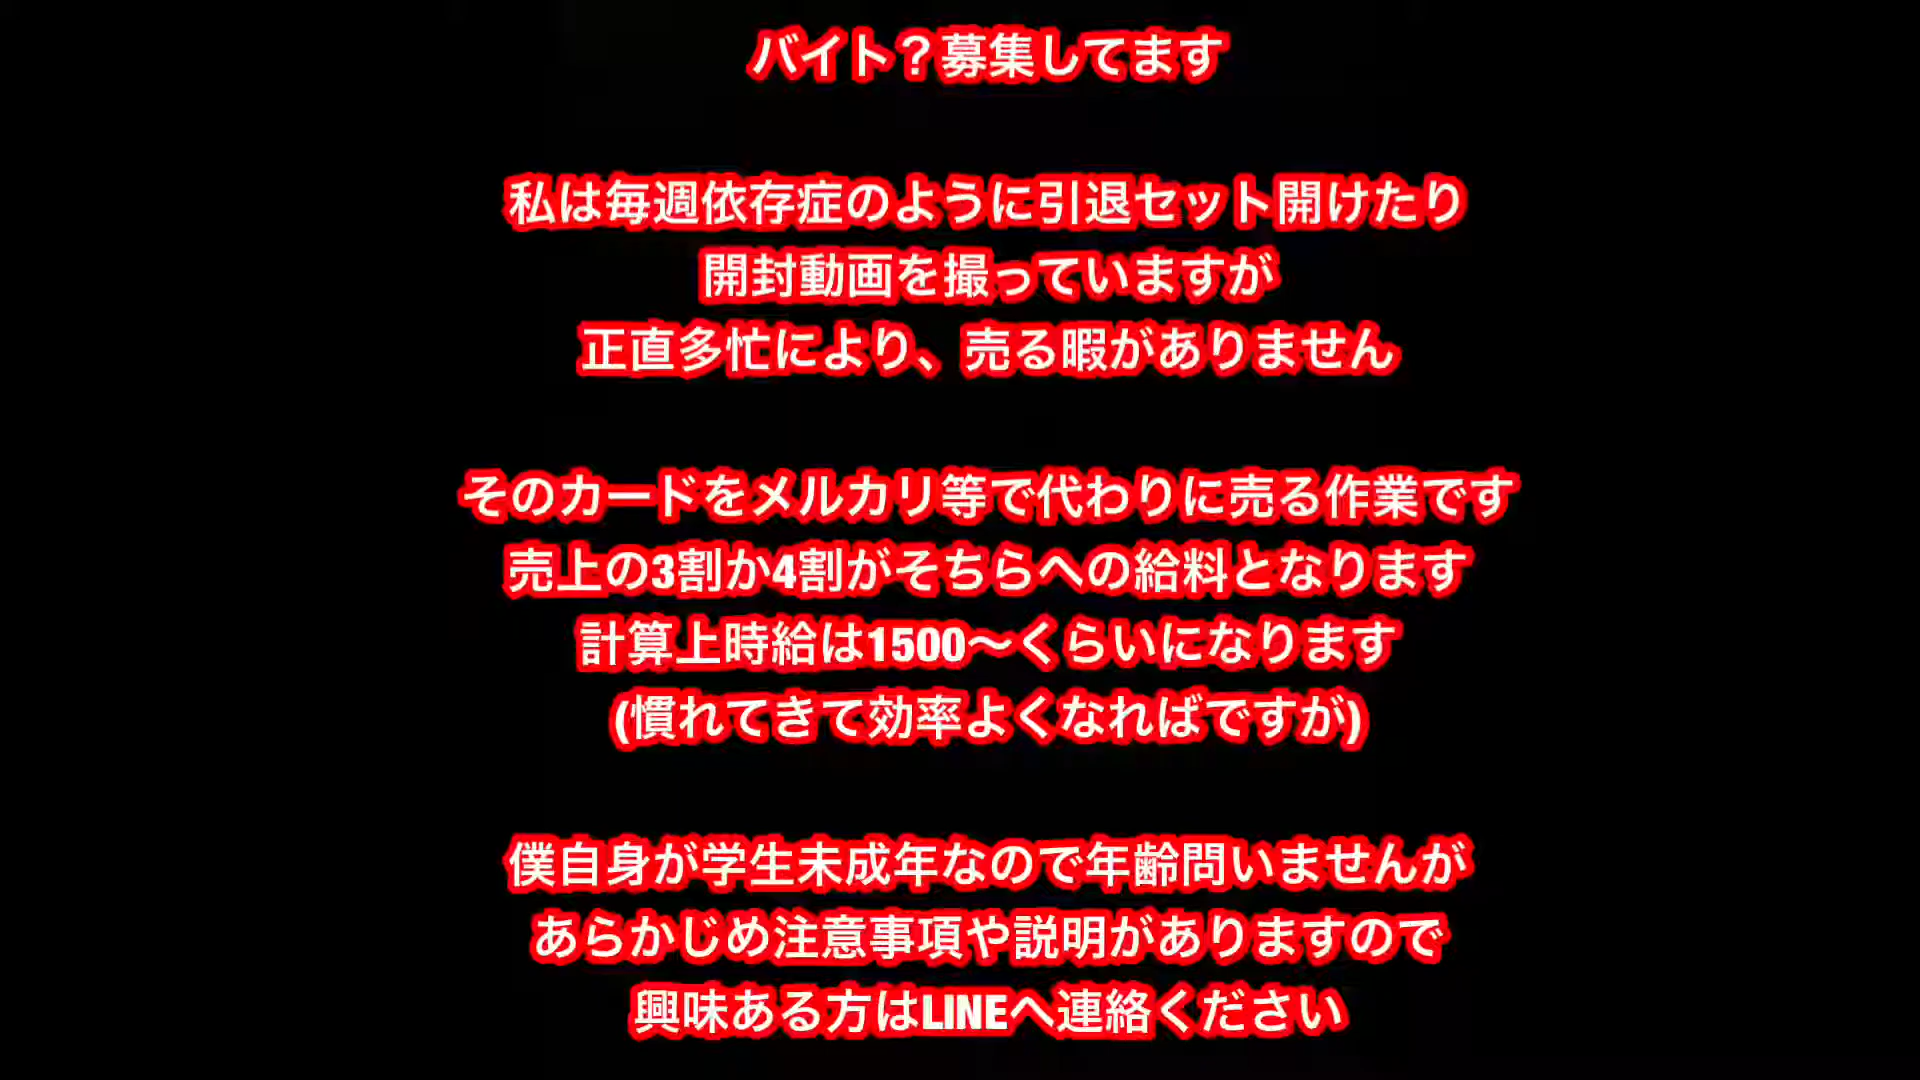 バイト？募集してます
私は毎週依存症のように引退セット開けたり
開封動画を撮っていますが
正直多忙により、売る暇がありません
そのカードをメルカリ等で代わりに売る作業です
売上の3割か4割がそちらへの給料となります
計算上時給は1500〜くらいになります
(慣れてきて効率よくなればですが)
僕自身が学生未成年なので年齢問いませんが
あらかじめ注意事項や説明がありますので
興味ある方はLINEへ連絡ください